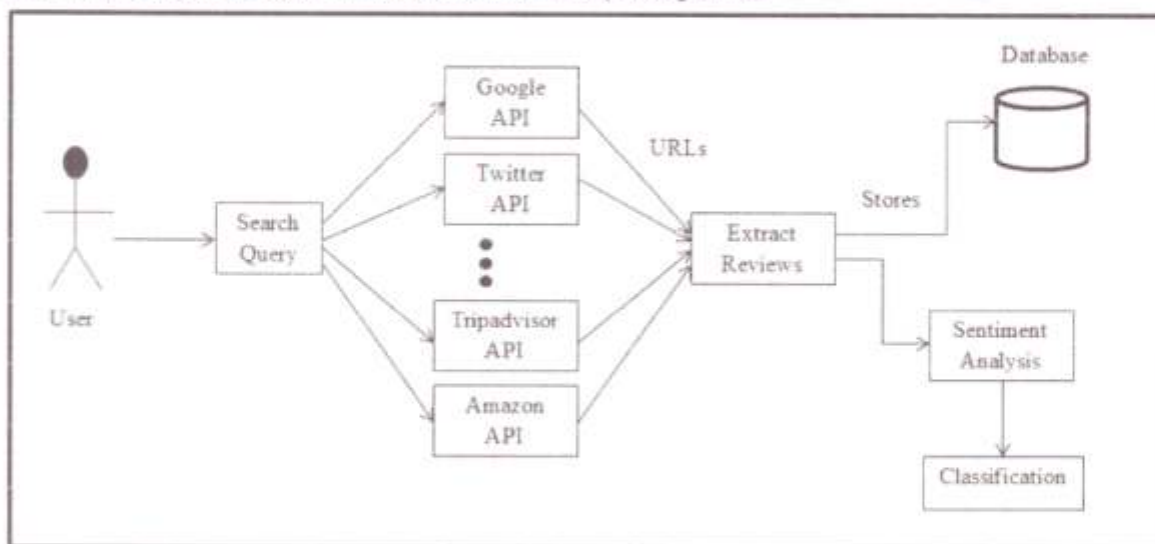 Database
Google
API
URLs
Twitter
API
Stores
Search
Query
Extract
Reviews
User
Tripadvisor
API
Sentiment
Analysis
Amazon
API
Classification